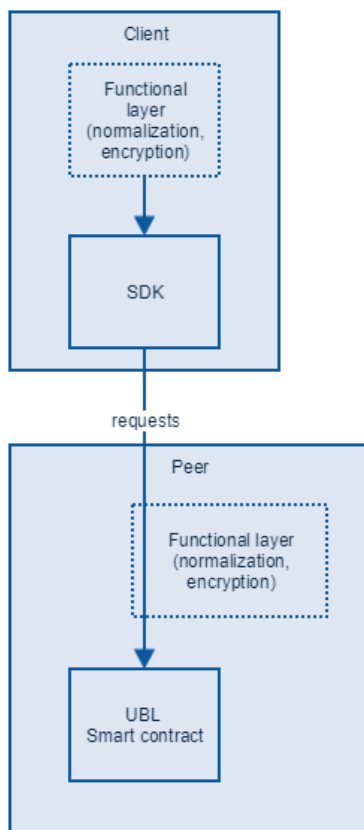 Client
Functional
layer
(normalization,
encryption)
SDK
requests
Peer
Functional layer
(normalization,
encryption)
UBL
Smart contract